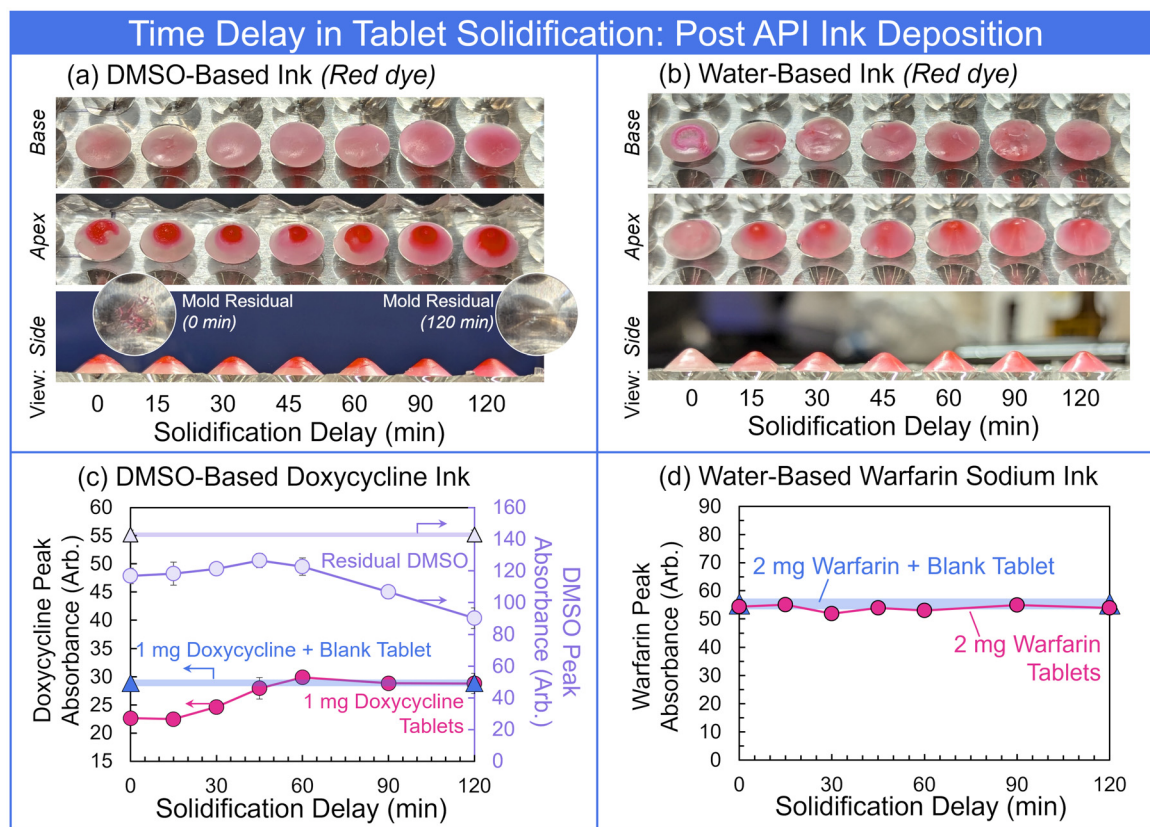 Time Delay in Tablet Solidification: Post API Ink Deposition
(a) DMSO-Based Ink (Red dye)
Base
Apex
View: Side
Mold Residual
(0 min)
Mold Residual
(120 min)
0 15 30 45 60 90 120
Solidification Delay (min)
(b) Water-Based Ink (Red dye)
Base
Apex
View: Side
0 15 30 45 60 90 120
Solidification Delay (min)
(c) DMSO-Based Doxycycline Ink
Doxycycline Peak
Absorbance (Arb.)
60
55
50
45
40
35
30
25
20
15
Residual DMSO
1 mg Doxycycline + Blank Tablet
1 mg Doxycycline
Tablets
160
140
120
100
80
60
40
20
0
DMSO Peak
Absorbance (Arb.)
0 30 60 90 120
Solidification Delay (min)
(d) Water-Based Warfarin Sodium Ink
Warfarin Peak
Absorbance (Arb.)
90
80
70
60
50
40
30
20
10
0
2 mg Warfarin + Blank Tablet
2 mg Warfarin
Tablets
0 30 60 90 120
Solidification Delay (min)